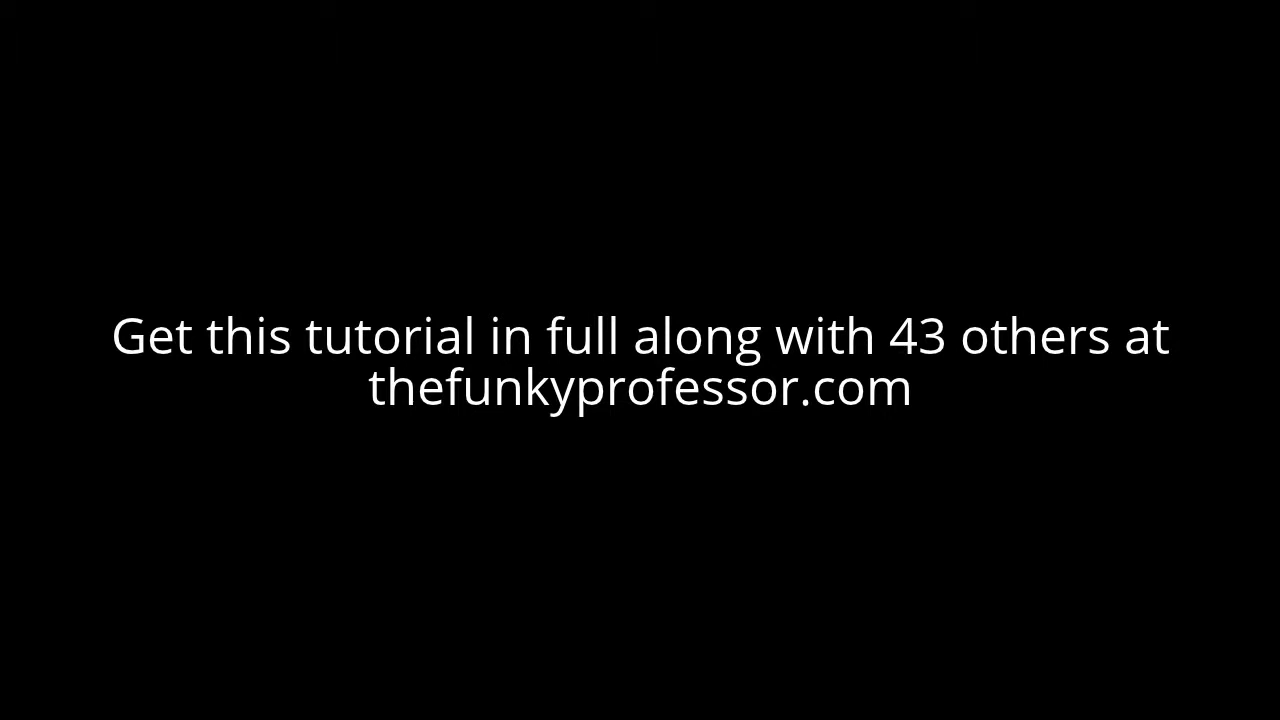 Get this tutorial in full along with 43 others at
thefunkyprofessor.com